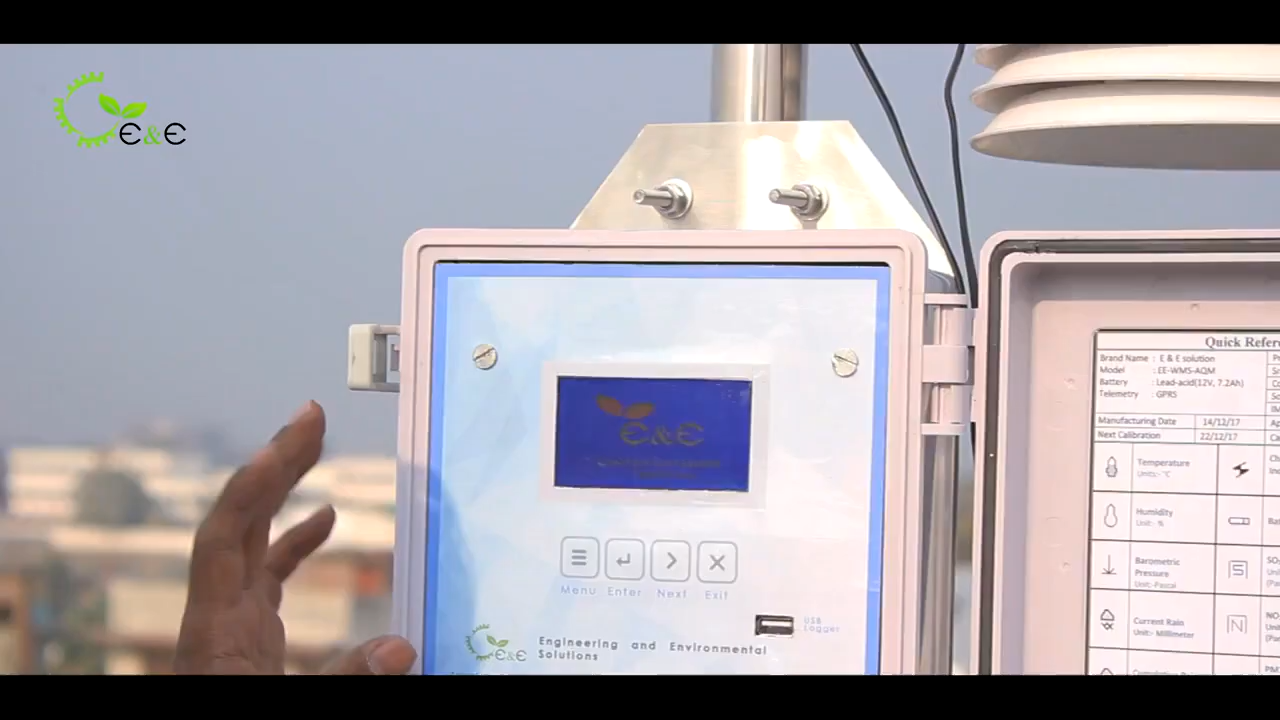 E&E
E&E
Menu Enter Next Exit
USB
Logger
E&E
Engineering and Environmental
Solutions
Quick Refer
Brand Name : E & E solution
Model : EE-WMS-AQM
Battery : Lead-acid(12V, 7.2Ah)
Telemetry : GPRS
Manufacturing Date 14/12/17
Next Calibration 22/12/17
Temperature
Units:- °C
Humidity
Unit:- %
Barometric
Pressure
Unit:-Pascal
Current Rain
Unit:- Millimeter